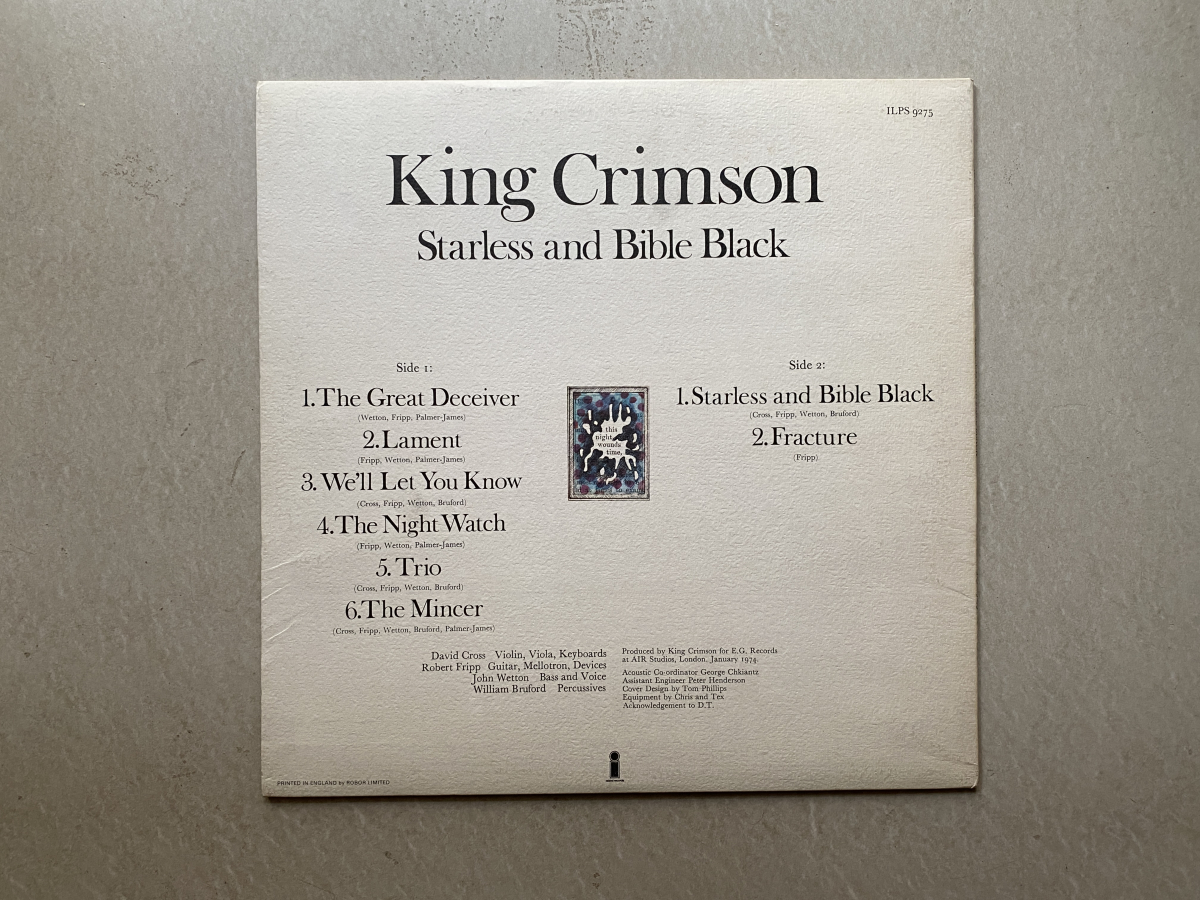 ILPS 9275
King Crimson
Starless and Bible Black
Side 1:
1. The Great Deceiver
(Wetton, Fripp, Palmer-James)
2. Lament
(Fripp, Wetton, Palmer-James)
3. We'll Let You Know
(Cross, Fripp, Wetton, Bruford)
4. The Night Watch
(Fripp, Wetton, Palmer-James)
5. Trio
(Cross, Fripp, Wetton, Bruford)
6. The Mincer
(Cross, Fripp, Wetton, Bruford, Palmer-James)
this
night
wounds
time,
Side 2:
1. Starless and Bible Black
(Cross, Fripp, Wetton, Bruford)
2. Fracture
(Fripp)
David Cross Violin, Viola, Keyboards
Robert Fripp Guitar, Mellotron, Devices
John Wetton Bass and Voice
William Bruford Percussives
Produced by King Crimson for E.G. Records
at AIR Studios, London, January 1974.
Acoustic Co-ordinator George Chkiantz
Assistant Engineer Peter Henderson
Cover Design by Tom Phillips
Equipment by Chris and Tex
Acknowledgement to D.T.
PRINTED IN ENGLAND by ROBOR LIMITED